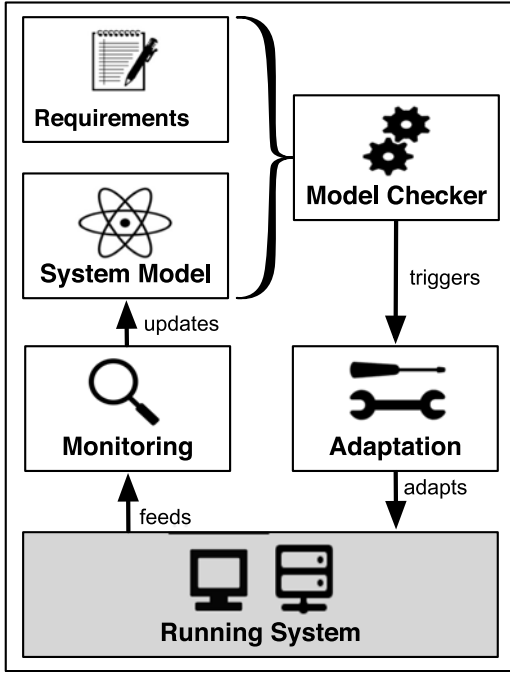 Requirements
Model Checker
System Model
triggers
updates
Monitoring
Adaptation
adapts
feeds
Running System